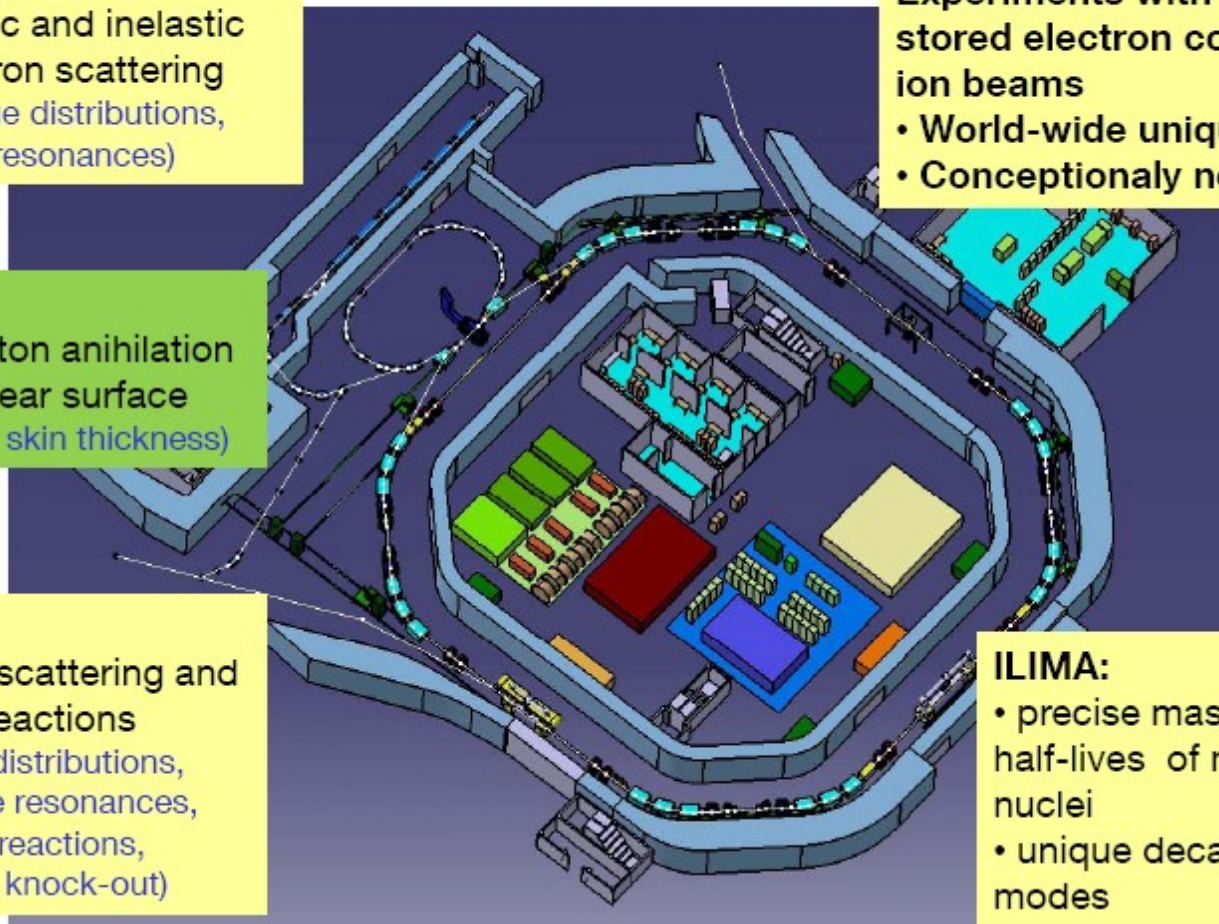 c and inelastic
ron scattering
e distributions,
resonances)
Experiments with
stored electron co
ion beams
• World-wide uniq
• Conceptionaly n
ton anihilation
ear surface
skin thickness)
scattering and
eactions
distributions,
e resonances,
reactions,
knock-out)
ILIMA:
• precise mas
half-lives of r
nuclei
• unique deca
modes